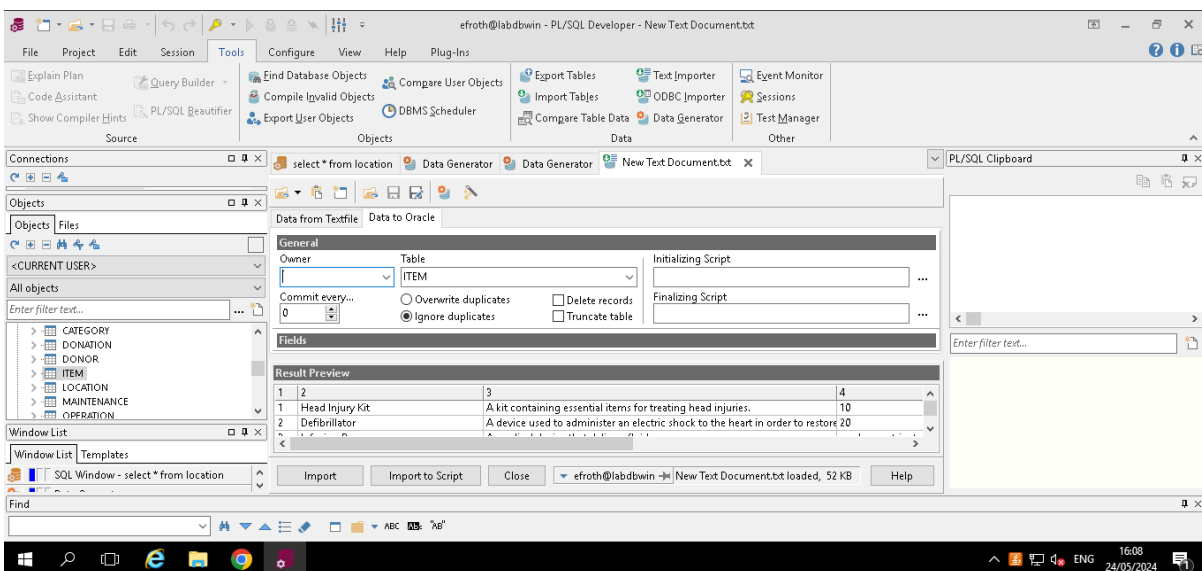 efroth@labdbwin - PL/SQL Developer - New Text Document.txt
File Project Edit Session Tools Configure View Help Plug-Ins
Explain Plan
Code Assistant
Show Compiler Hints
Query Builder
PL/SQL Beautifier
Source
Find Database Objects
Compile Invalid Objects
Export User Objects
Compare User Objects
DBMS Scheduler
Objects
Export Tables
Import Tables
Compare Table Data
Text Importer
ODBC Importer
Data Generator
Data
Event Monitor
Sessions
Test Manager
Other
Connections
Objects
Objects Files
<CURRENT USER>
All objects
Enter filter text...
CATEGORY
DONATION
DONOR
ITEM
LOCATION
MAINTENANCE
OPERATION
Window List
Window List Templates
SQL Window - select * from location
select * from location Data Generator Data Generator New Text Document.txt
Data from Textfile Data to Oracle
General
Owner Table Initializing Script
ITEM
Commit every... Overwrite duplicates Delete records Finalizing Script
0 Ignore duplicates Truncate table
Fields
Result Preview
1 2 3 4
1 Head Injury Kit A kit containing essential items for treating head injuries. 10
2 Defibrillator A device used to administer an electric shock to the heart in order to restore 20
Import Import to Script Close efroth@labdbwin New Text Document.txt loaded, 52 KB Help
PL/SQL Clipboard
Enter filter text...
Find
ABC AB "AB"
ENG 16:08
24/05/2024